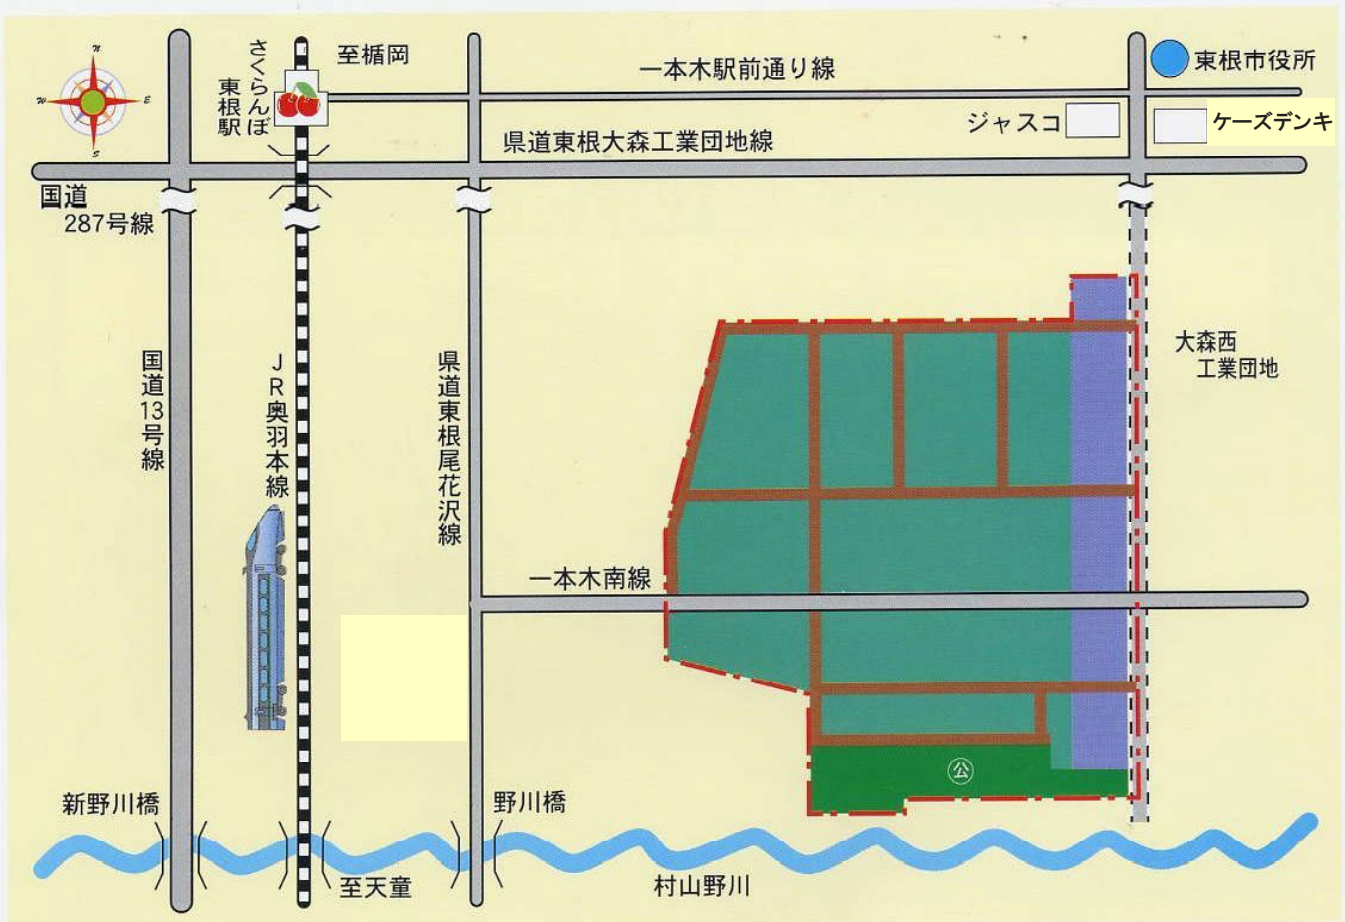 N
W
E
S
さくらんぼ
東根駅
至楯岡
一本木駅前通り線
東根市役所
ジャスコ
ケーズデンキ
県道東根大森工業団地線
国道
287号線
国道13号線
JR奥羽本線
県道東根尾花沢線
大森西
工業団地
一本木南線
公
新野川橋
野川橋
至天童
村山野川